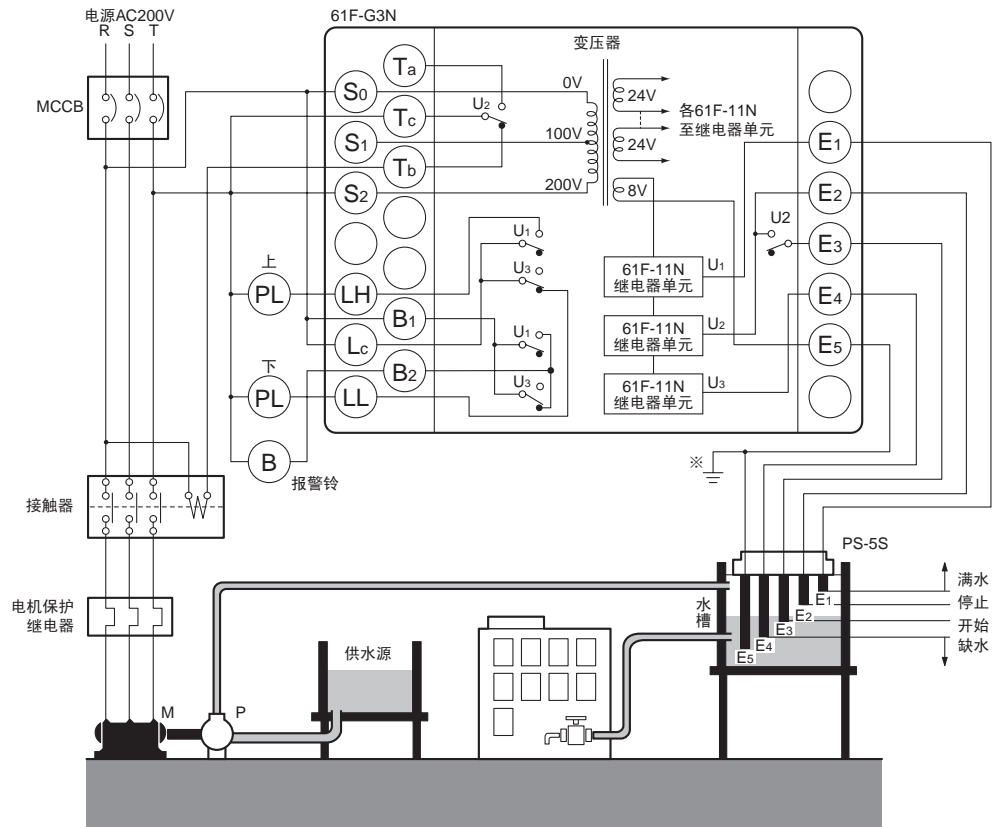 电源AC200V
R S T
MCCB
61F-G3N
变压器
Ta
S0
Tc
S1
Tb
S2
U2
0V
100V
200V
24V
24V
8V
各61F-11N
至继电器单元
E1
E2
U2
E3
E4
E5
U1
U3
U1
U3
61F-11N
继电器单元
U1
61F-11N
继电器单元
U2
61F-11N
继电器单元
U3
上
PL
LH
B1
Lc
下
B2
PL
LL
B
报警铃
※
接触器
电机保护
继电器
M
P
供水源
PS-5S
水槽
E1
E2
E3
E4
E5
满水
停止
开始
缺水